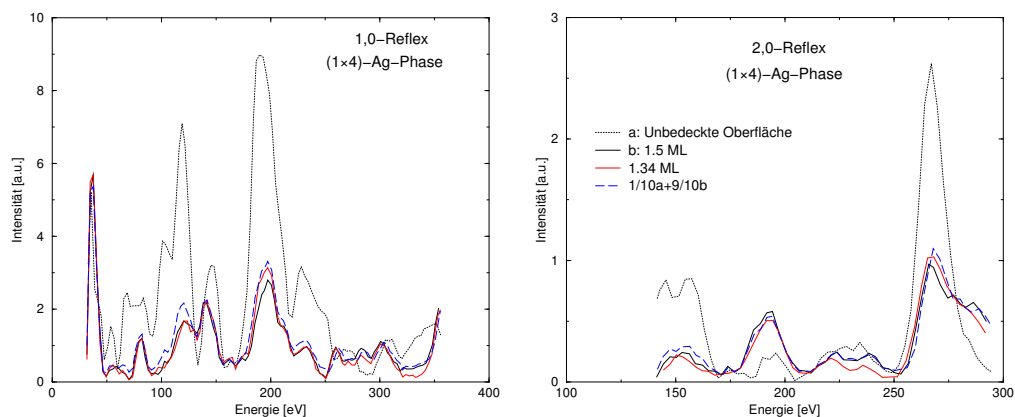 10
8
6
4
2
0
Intensität [a.u.]
1,0−Reflex
(1×4)−Ag−Phase
0 100 200 300 400
Energie [eV]
3
2
1
0
Intensität [a.u.]
2,0−Reflex
(1×4)−Ag−Phase
a: Unbedeckte Oberfläche
b: 1.5 ML
1.34 ML
1/10a+9/10b
100 150 200 250 300
Energie [eV]